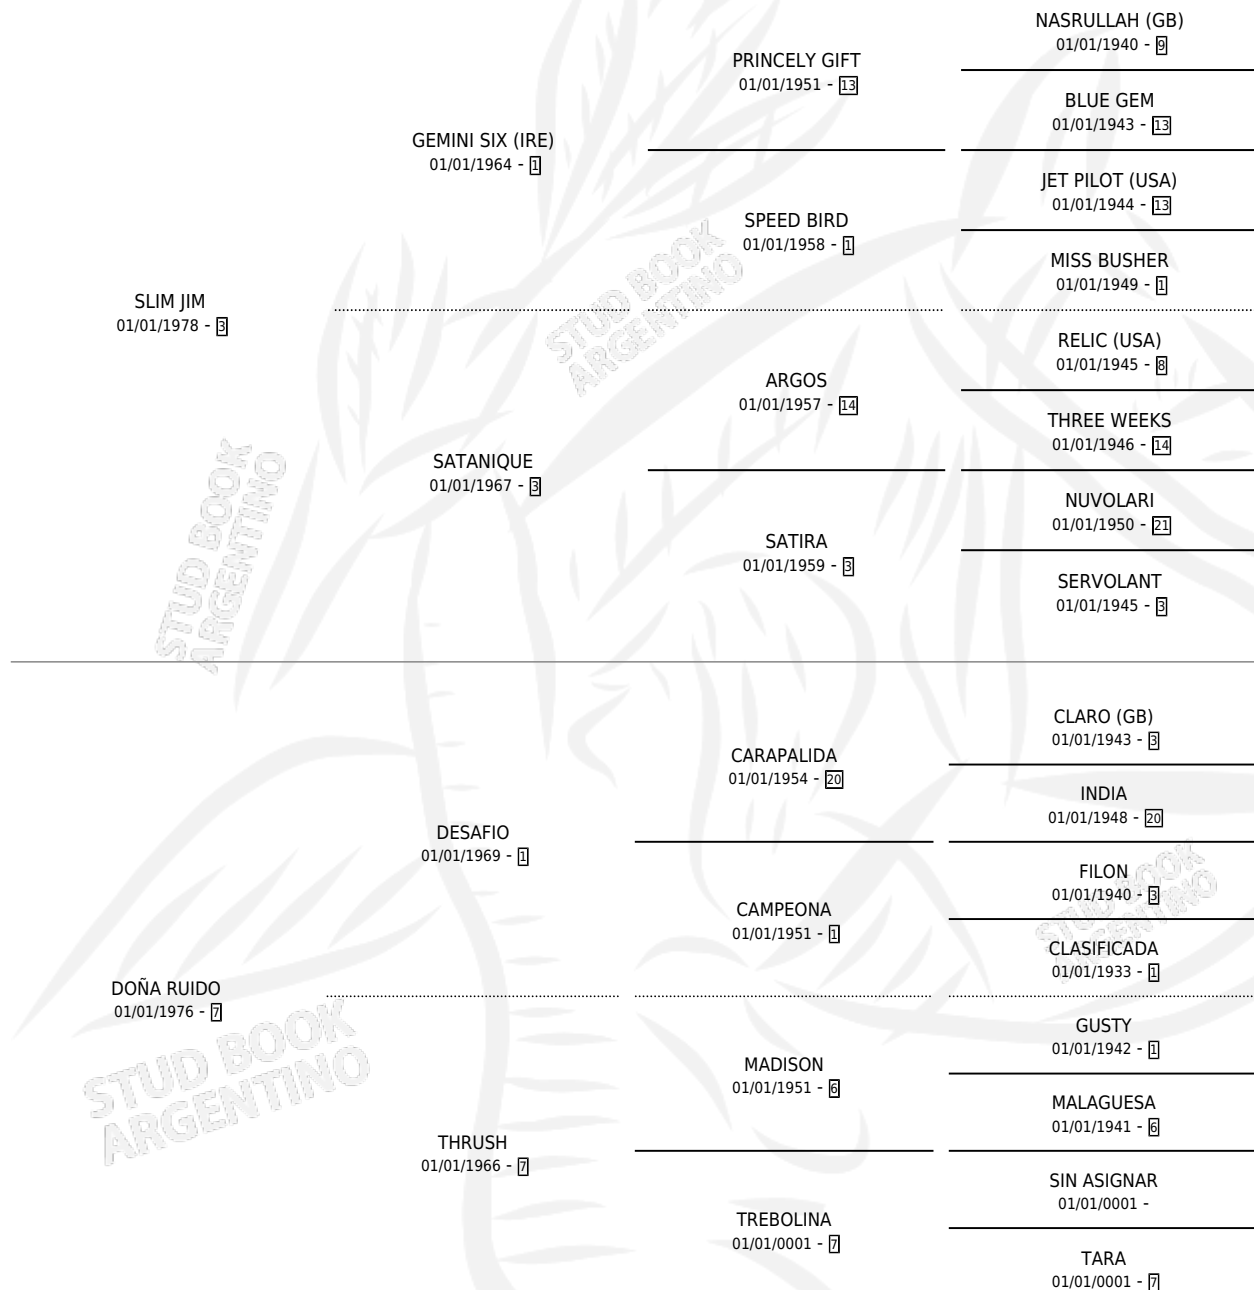 NASRULLAH (GB)
01/01/1940 - 9
PRINCELY GIFT
01/01/1951 - 13
BLUE GEM
01/01/1943 - 13
GEMINI SIX (IRE)
01/01/1964 - 1
JET PILOT (USA)
01/01/1944 - 13
SPEED BIRD
01/01/1958 - 1
MISS BUSHER
01/01/1949 - 1
SLIM JIM
01/01/1978 - 3
STUD BOOK
ARGENTINO
RELIC (USA)
01/01/1945 - 8
ARGOS
01/01/1957 - 14
THREE WEEKS
01/01/1946 - 14
SATANIQUE
01/01/1967 - 3
NUVOLARI
01/01/1950 - 21
SATIRA
01/01/1959 - 3
SERVOLANT
01/01/1945 - 3
STUD BOOK
ARGENTINO
CLARO (GB)
01/01/1943 - 3
CARAPALIDA
01/01/1954 - 20
INDIA
01/01/1948 - 20
DESAFIO
01/01/1969 - 1
FILON
01/01/1940 - 3
STUD BOOK
ARGENTINO
CAMPEONA
01/01/1951 - 1
CLASIFICADA
01/01/1933 - 1
DOÑA RUIDO
01/01/1976 - 7
STUD BOOK
ARGENTINO
GUSTY
01/01/1942 - 1
MADISON
01/01/1951 - 6
MALAGUESA
01/01/1941 - 6
THRUSH
01/01/1966 - 7
SIN ASIGNAR
01/01/0001 -
TREBOLINA
01/01/0001 - 7
TARA
01/01/0001 - 7